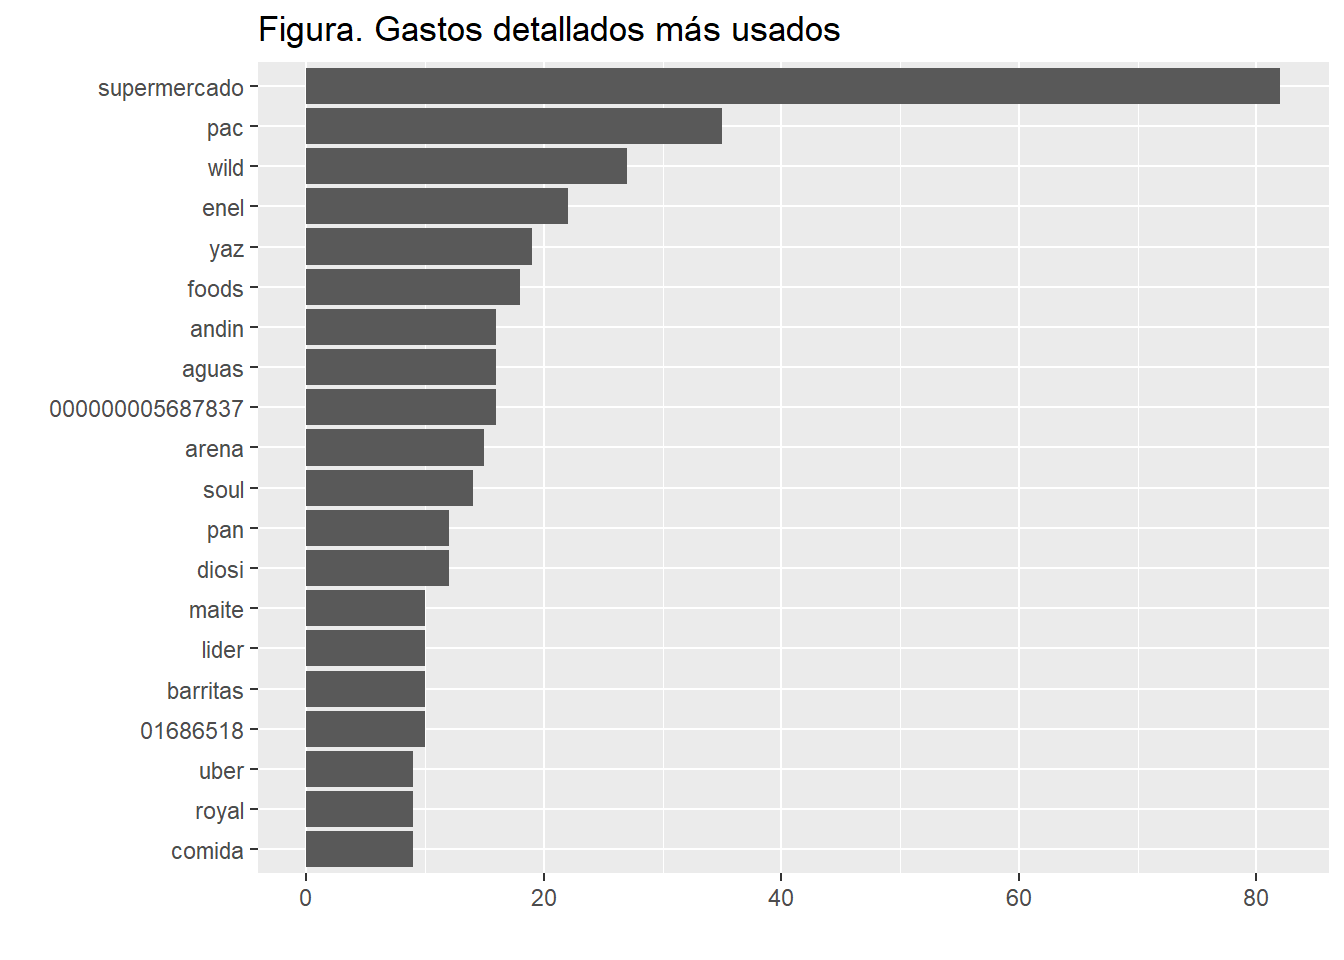 Figura. Gastos detallados más usados
supermercado
pac
wild
enel
yaz
foods
andin
aguas
000000005687837
arena
soul
pan
diosi
maite
lider
barritas
01686518
uber
royal
comida
0 20 40 60 80